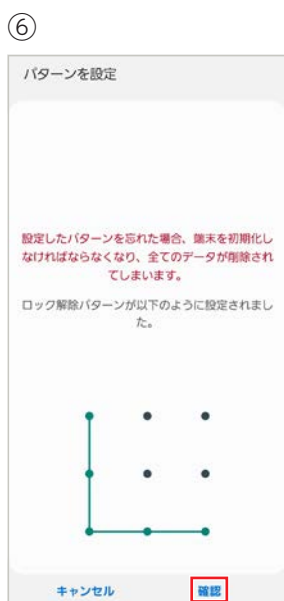 ⑥
パターンを設定
設定したパターンを忘れた場合、端末を初期化し
なければならなくなり、全てのデータが削除され
てしまいます。
ロック解除パターンが以下のように設定されまし
た。
キャンセル 確認